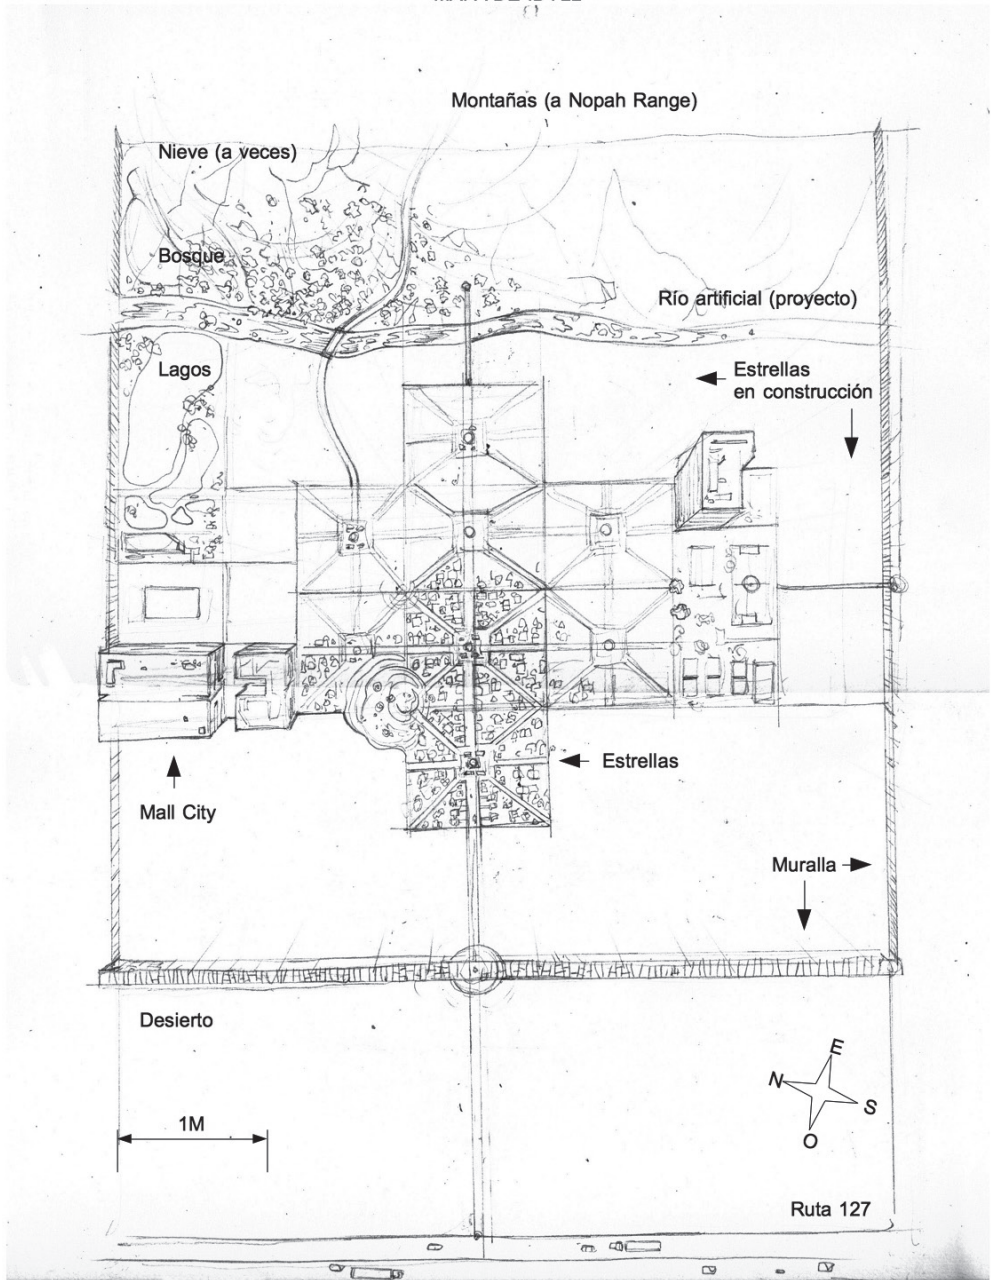 Montañas (a Nopah Range)
Nieve (a veces)
Bosque
Río artificial (proyecto)
Lagos
Estrellas
en construcción
Estrellas
Mall City
Muralla
Desierto
E
N
S
O
1M
Ruta 127